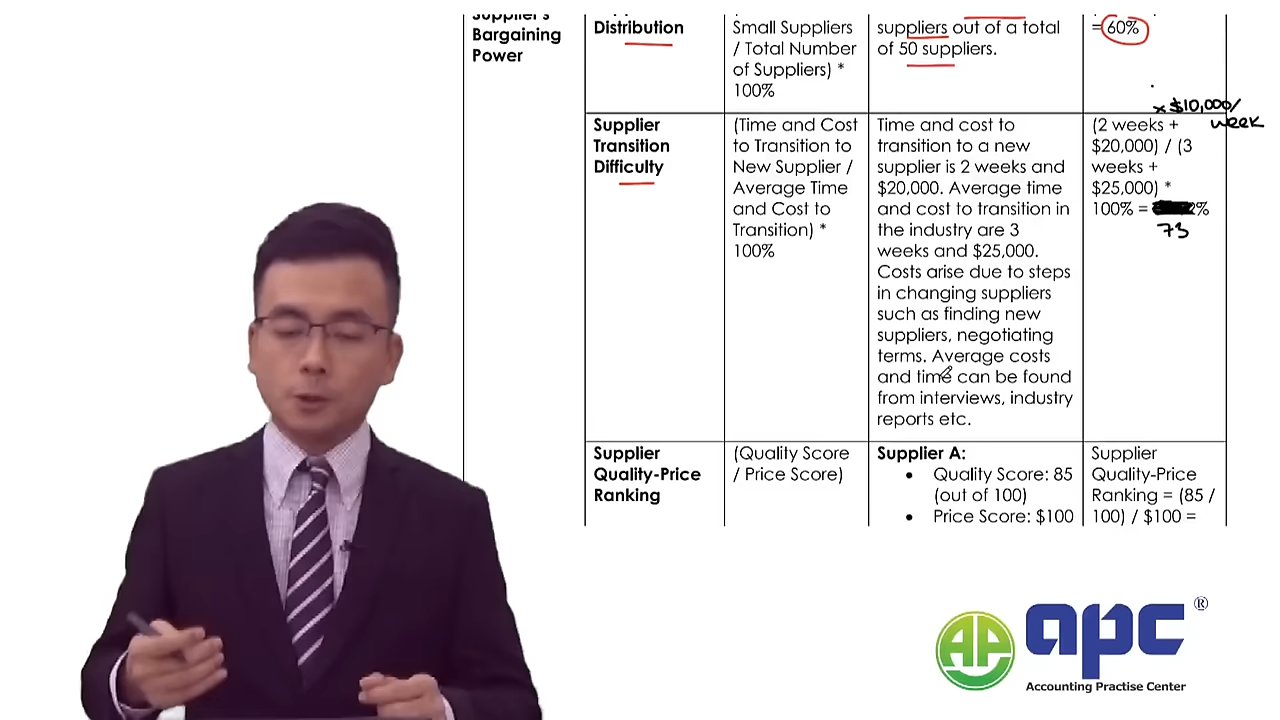 Supplier's
Bargaining
Power
Distribution
Small Suppliers
/ Total Number
of Suppliers) *
100%
suppliers out of a total
of 50 suppliers.
= 60%
x $10,000/
week
Supplier
Transition
Difficulty
(Time and Cost
to Transition to
New Supplier /
Average Time
and Cost to
Transition) *
100%
Time and cost to
transition to a new
supplier is 2 weeks and
$20,000. Average time
and cost to transition in
the industry are 3
weeks and $25,000.
Costs arise due to steps
in changing suppliers
such as finding new
suppliers, negotiating
terms. Average costs
and time can be found
from interviews, industry
reports etc.
(2 weeks +
$20,000) / (3
weeks +
$25,000) *
100% = 2%
73
Supplier
Quality-Price
Ranking
(Quality Score
/ Price Score)
Supplier A:
• Quality Score: 85
(out of 100)
• Price Score: $100
Supplier
Quality-Price
Ranking = (85 /
100) / $100 =
AP
apc ®
Accounting Practise Center